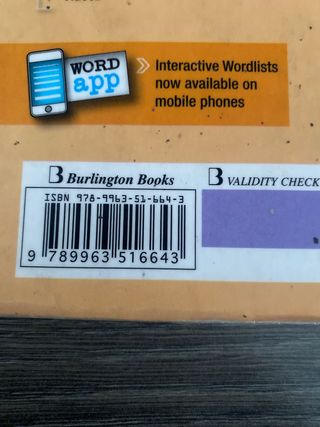 WORD
app
Interactive Wordlists
now available on
mobile phones
B Burlington Books
B VALIDITY CHECK
ISBN 978-9963-51-664-3
9 789963 516643